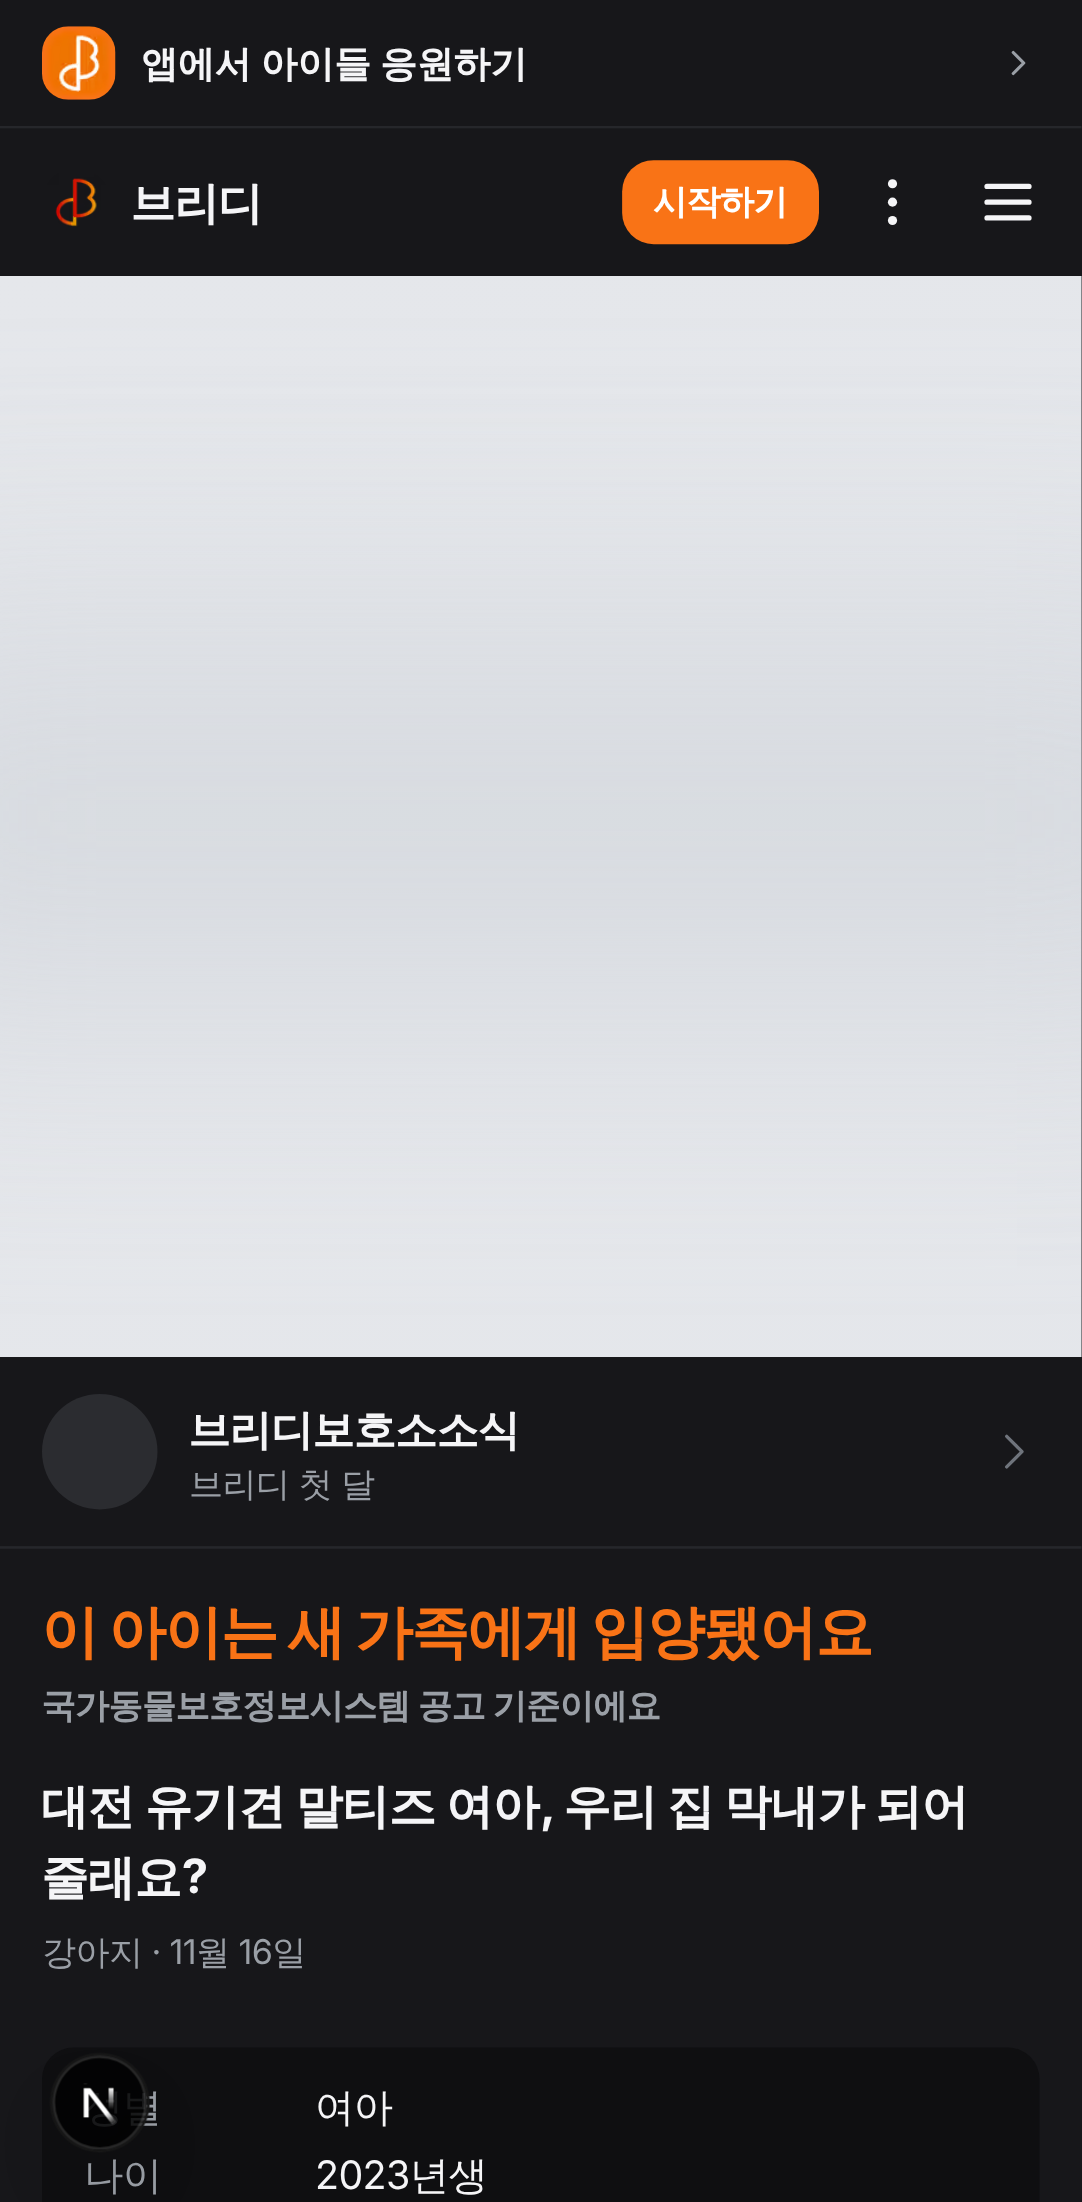 앱에서 아이들 응원하기
브리디
시작하기
브리디보호소소식
브리디 첫 달
이 아이는 새 가족에게 입양됐어요
국가동물보호정보시스템 공고 기준이에요
대전 유기견 말티즈 여아, 우리 집 막내가 되어
줄래요?
강아지 · 11월 16일
N
여아
나이
2023년생